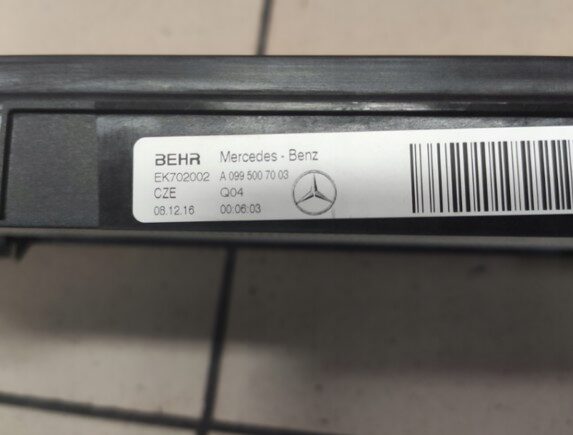 BEHR Mercedes - Benz
EK702002 A 099 500 70 03
CZE Q04
08.12.16 00:06:03